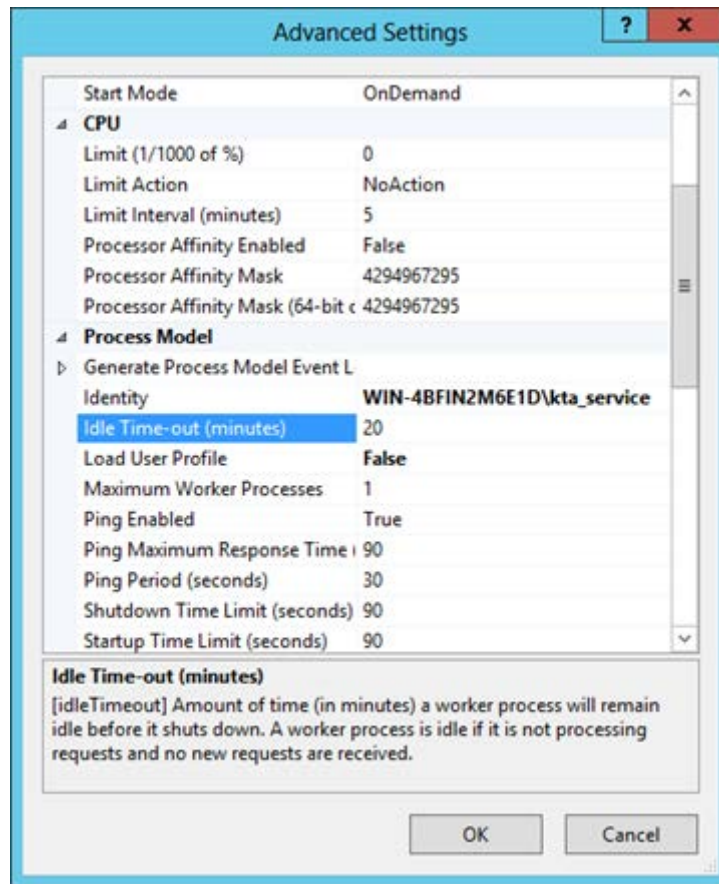 Advanced Settings
?
x
Start Mode OnDemand
CPU
Limit (1/1000 of %) 0
Limit Action NoAction
Limit Interval (minutes) 5
Processor Affinity Enabled False
Processor Affinity Mask 4294967295
Processor Affinity Mask (64-bit c 4294967295
Process Model
Generate Process Model Event L
Identity WIN-4BFIN2M6E1D\kta_service
Idle Time-out (minutes) 20
Load User Profile False
Maximum Worker Processes 1
Ping Enabled True
Ping Maximum Response Time ( 90
Ping Period (seconds) 30
Shutdown Time Limit (seconds) 90
Startup Time Limit (seconds) 90
Idle Time-out (minutes)
[idleTimeout] Amount of time (in minutes) a worker process will remain
idle before it shuts down. A worker process is idle if it is not processing
requests and no new requests are received.
OK Cancel